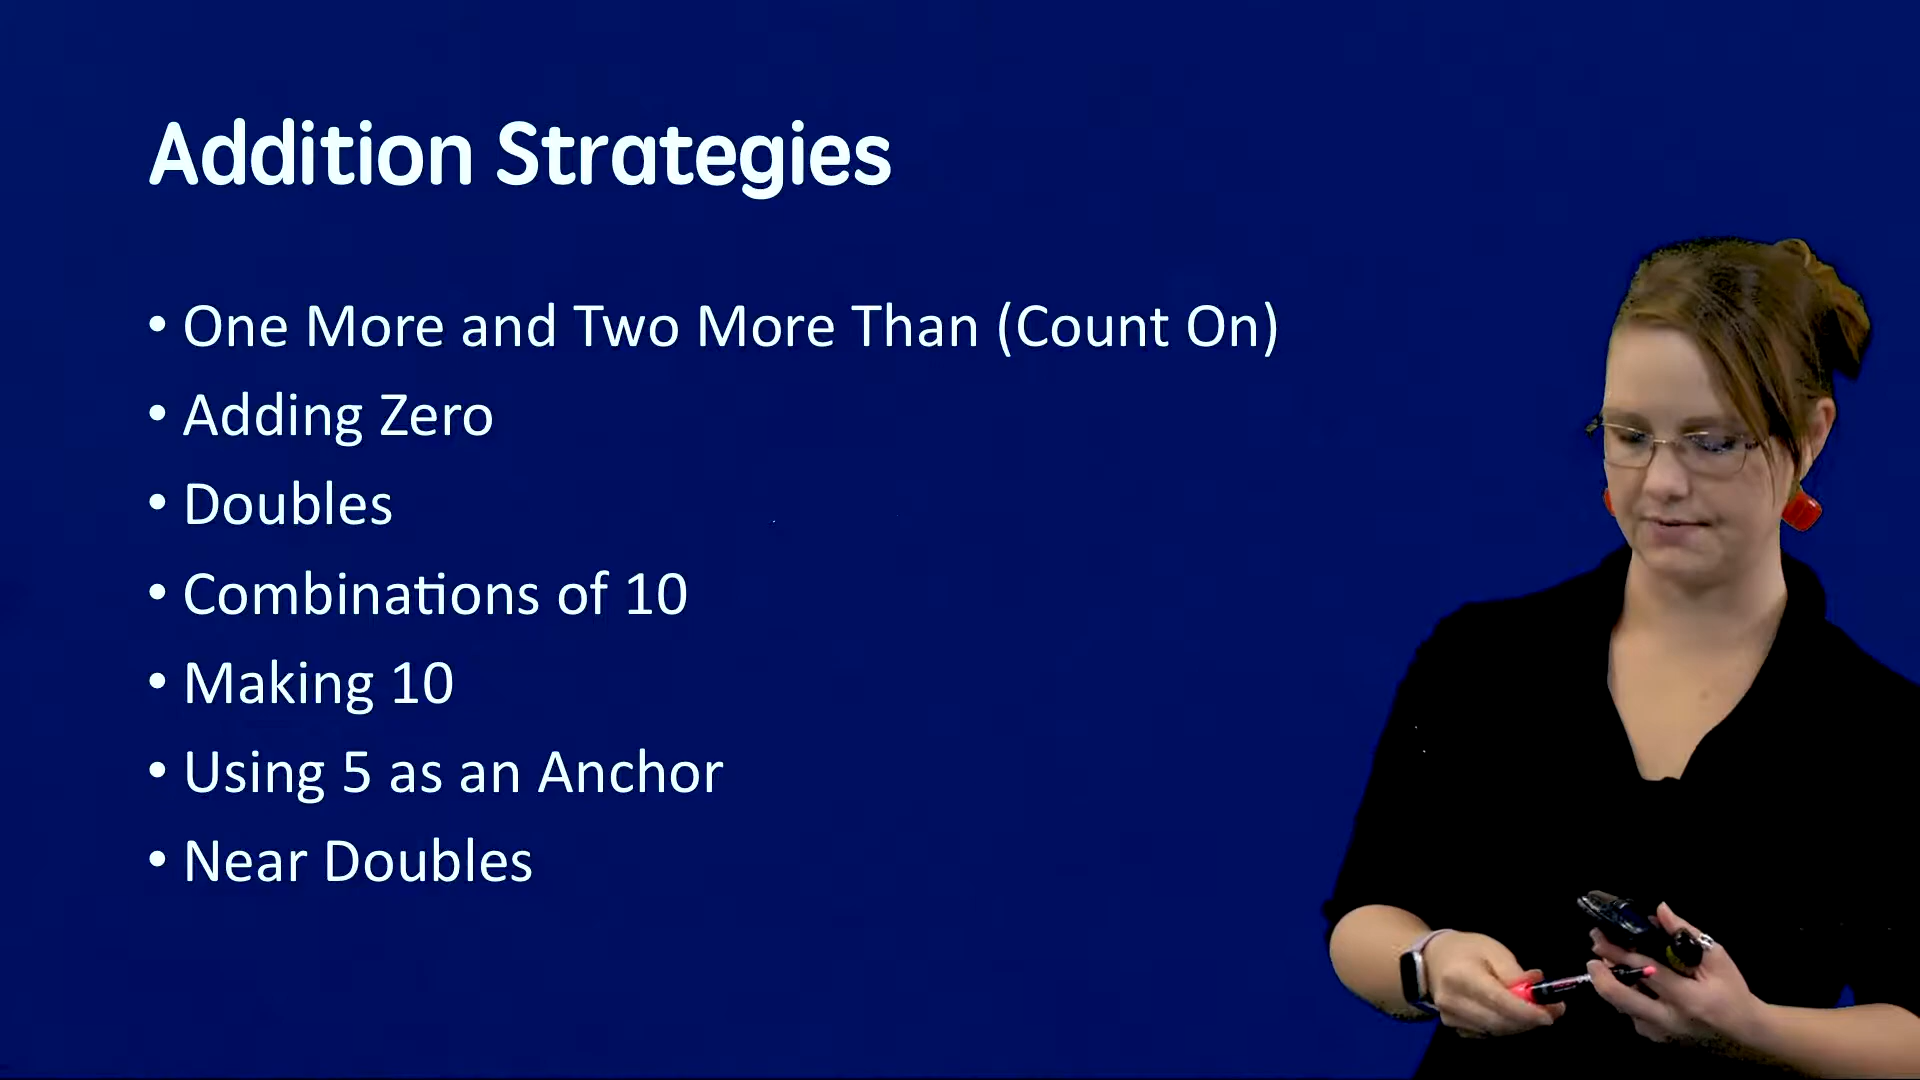 Addition Strategies
• One More and Two More Than (Count On)
• Adding Zero
• Doubles
• Combinations of 10
• Making 10
• Using 5 as an Anchor
• Near Doubles